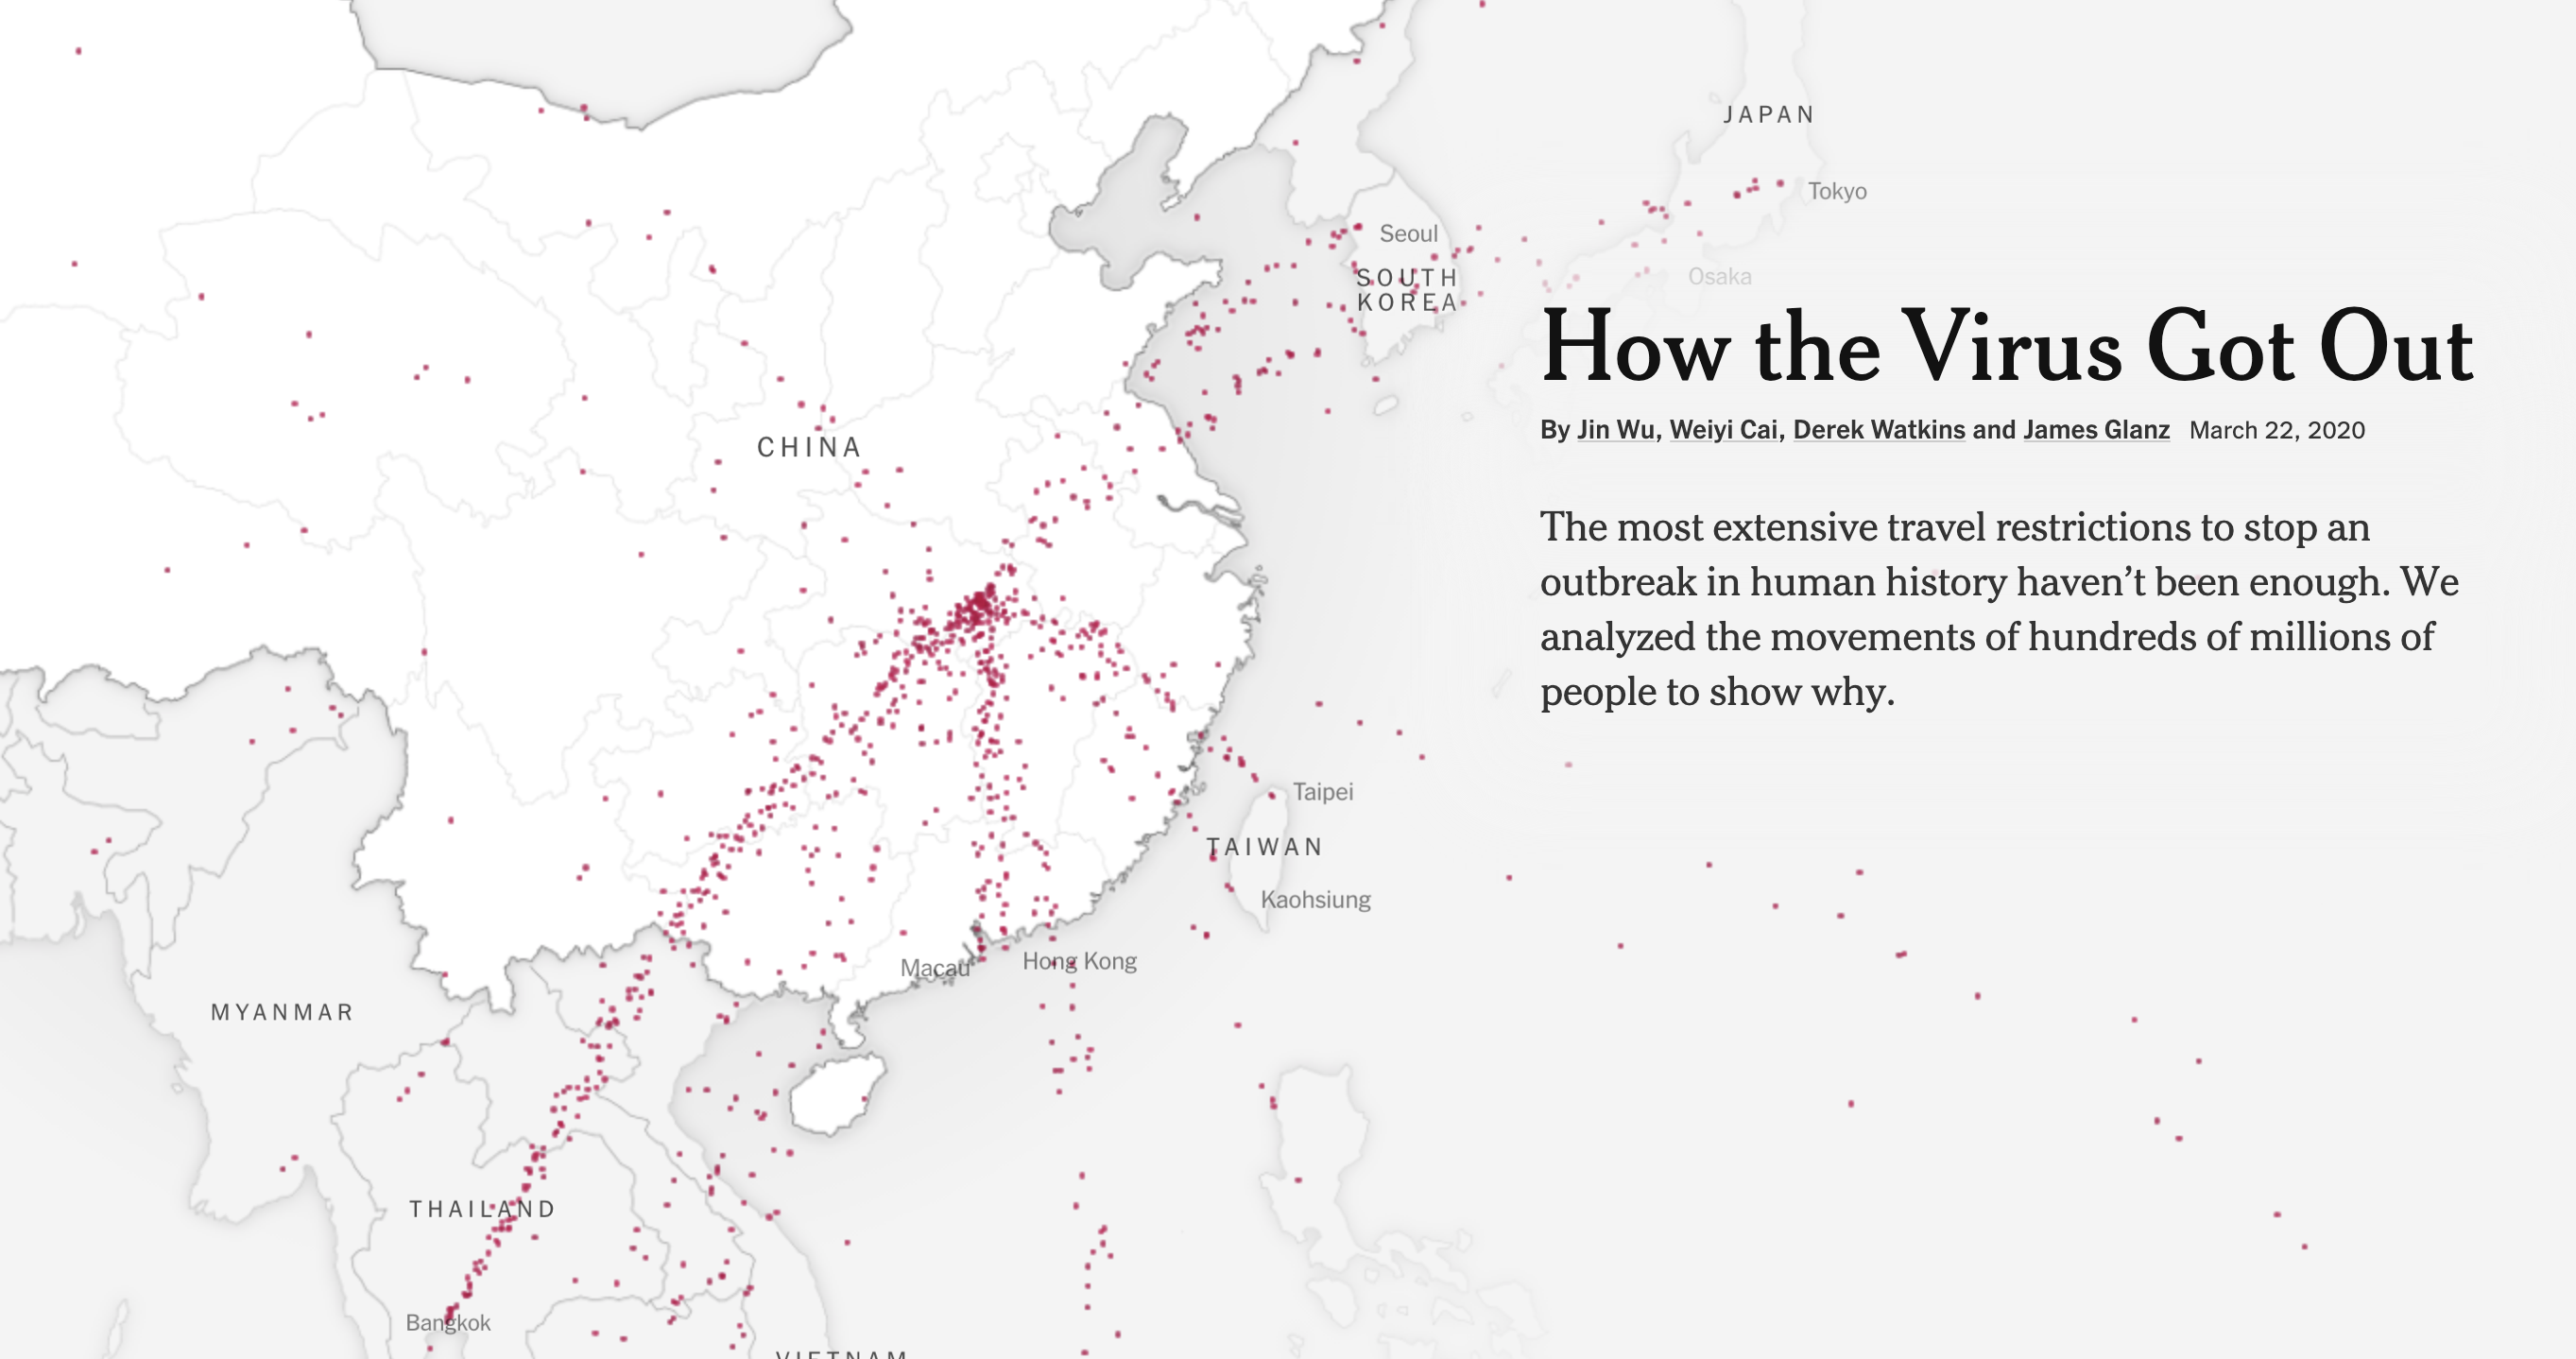 JAPAN
Tokyo
Seoul
SOUTH
KOREA
Osaka
How the Virus Got Out
By Jin Wu, Weiyi Cai, Derek Watkins and James Glanz March 22, 2020
CHINA
The most extensive travel restrictions to stop an
outbreak in human history haven’t been enough. We
analyzed the movements of hundreds of millions of
people to show why.
Taipei
TAIWAN
Kaohsiung
Macau
Hong Kong
MYANMAR
THAILAND
Bangkok
VIETNAM